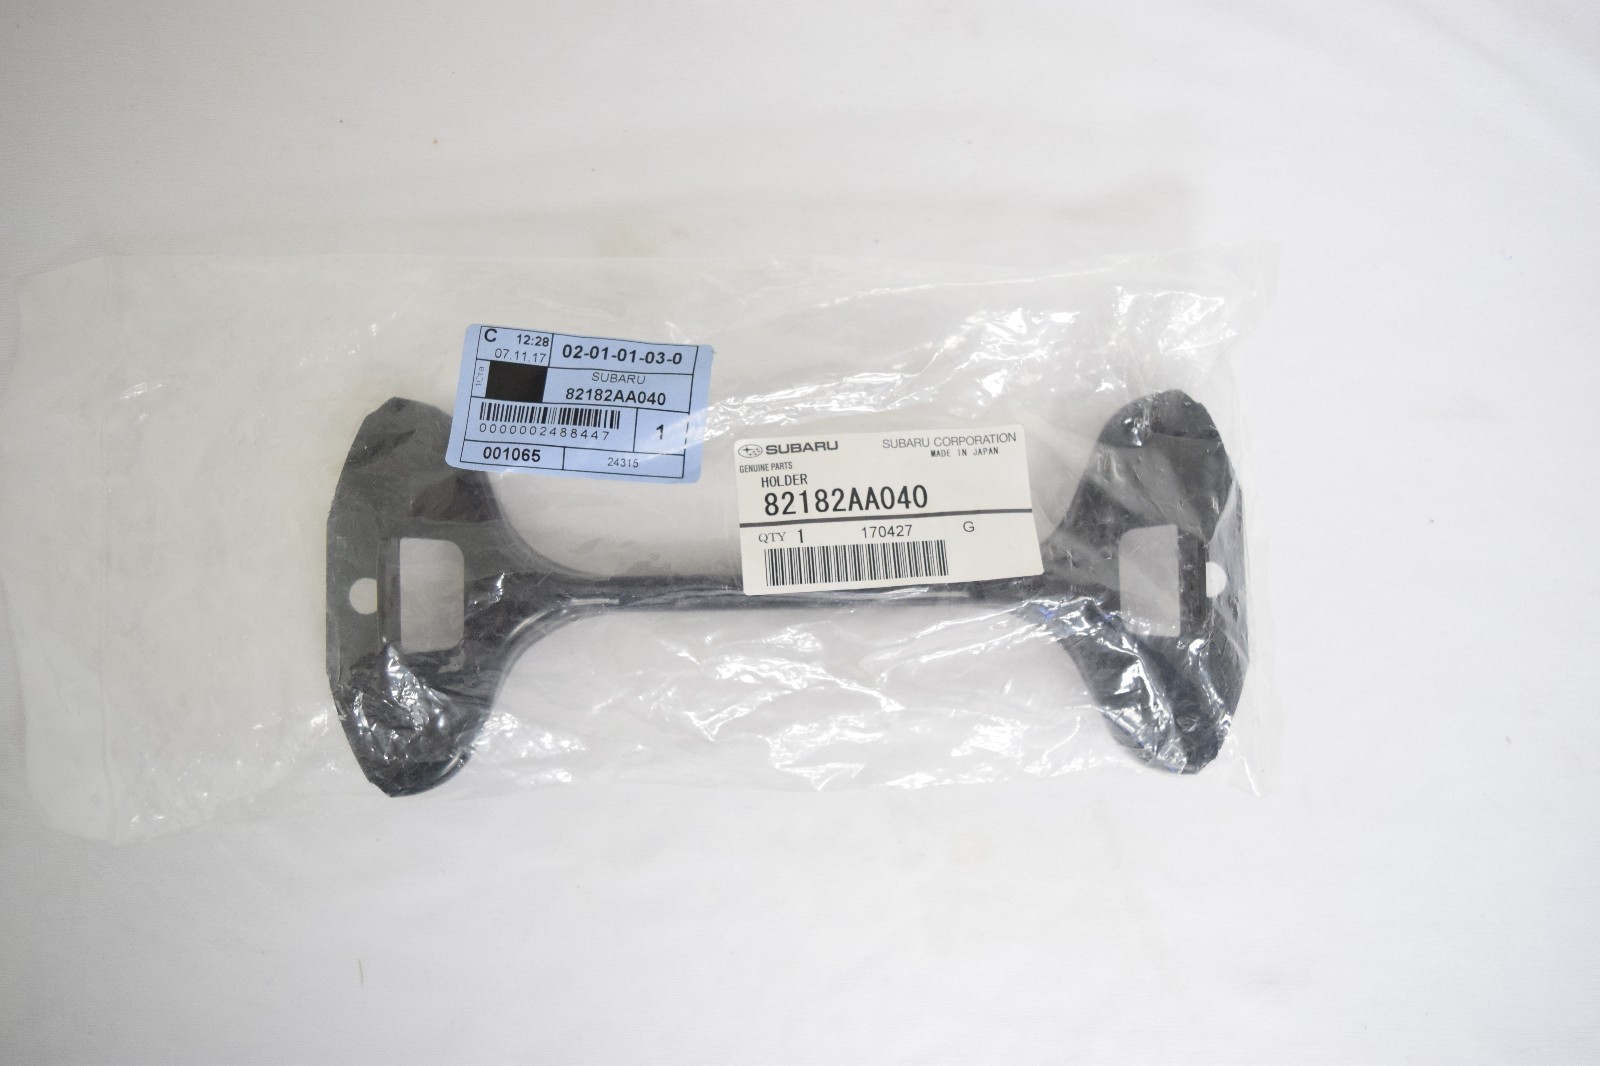 C 12:28
07.11.17
02-01-01-03-0
1Cта
SUBARU
82182AA040
0000002488447
1
001065
24315
SUBARU
SUBARU CORPORATION
MADE IN JAPAN
GENUINE PARTS
HOLDER
82182AA040
QTY 1 170427 G